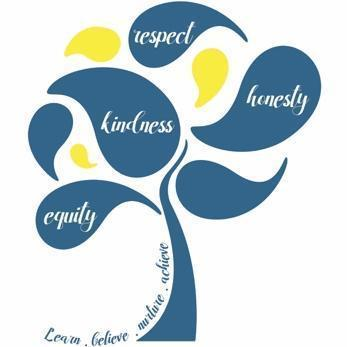 respect
honesty
kindness
equity
Learn . believe . nurture . achieve